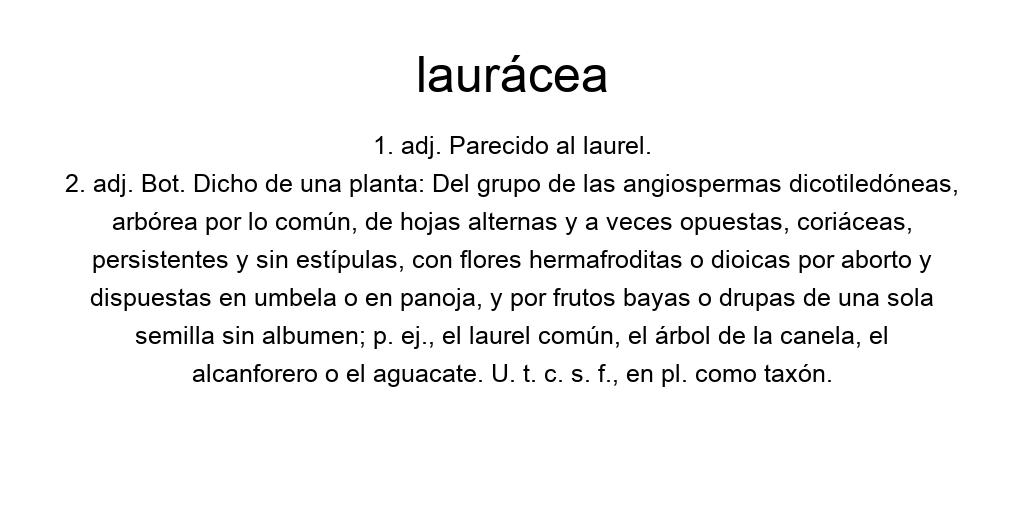 laurácea
1. adj. Parecido al laurel.
2. adj. Bot. Dicho de una planta: Del grupo de las angiospermas dicotiledóneas,
arbórea por lo común, de hojas alternas y a veces opuestas, coriáceas,
persistentes y sin estípulas, con flores hermafroditas o dioicas por aborto y
dispuestas en umbela o en panoja, y por frutos bayas o drupas de una sola
semilla sin albumen; p. ej., el laurel común, el árbol de la canela, el
alcanforero o el aguacate. U. t. c. s. f., en pl. como taxón.